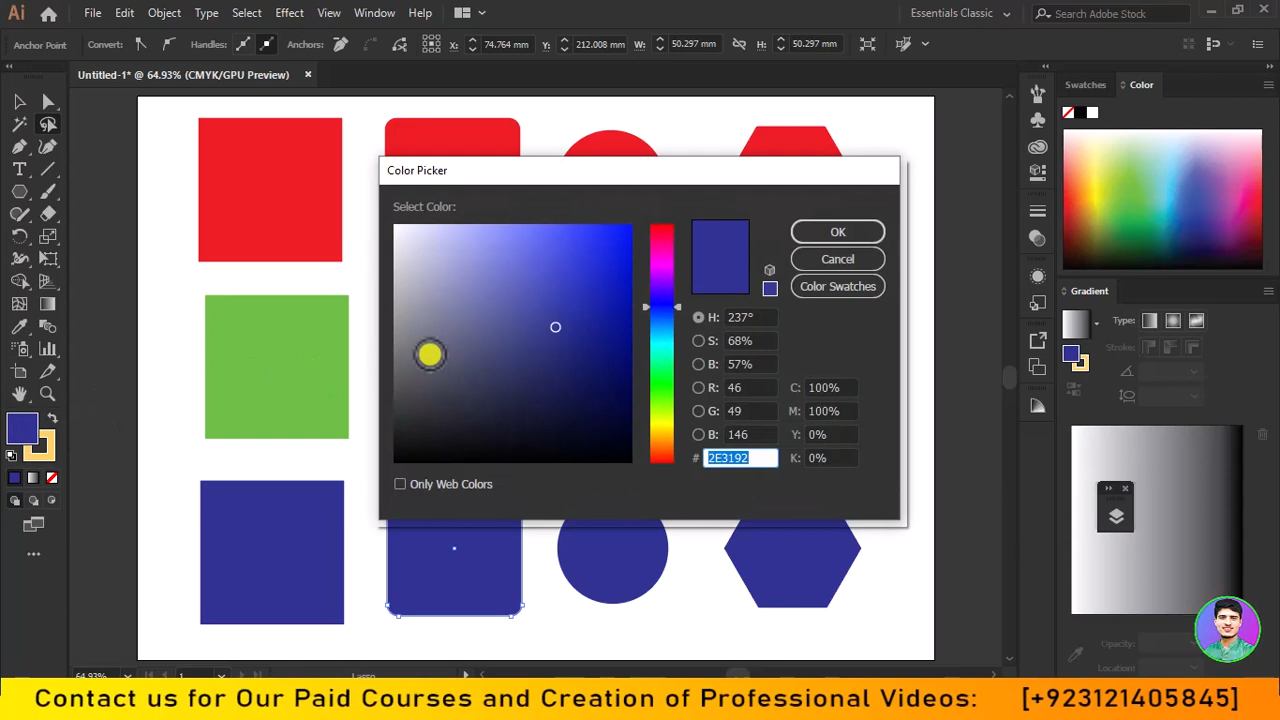 Ai File Edit Object Type Select Effect View Window Help Essentials Classic Search Adobe Stock
Anchor Point Convert: Handles: Anchors: X: 74.764 mm Y: 212.008 mm W: 50.297 mm H: 50.297 mm
Untitled-1* @ 64.93% (CMYK/GPU Preview) ×
Swatches Color
Color Picker
Select Color:
OK
Cancel
Color Swatches
H: 237°
S: 68%
B: 57%
R: 46 C: 100%
G: 49 M: 100%
B: 146 Y: 0%
# 2E3192 K: 0%
Only Web Colors
Gradient
Type:
Stroke:
Opacity:
Location:
64.93% 1 Lasso
Contact us for Our Paid Courses and Creation of Professional Videos: [+923121405845]